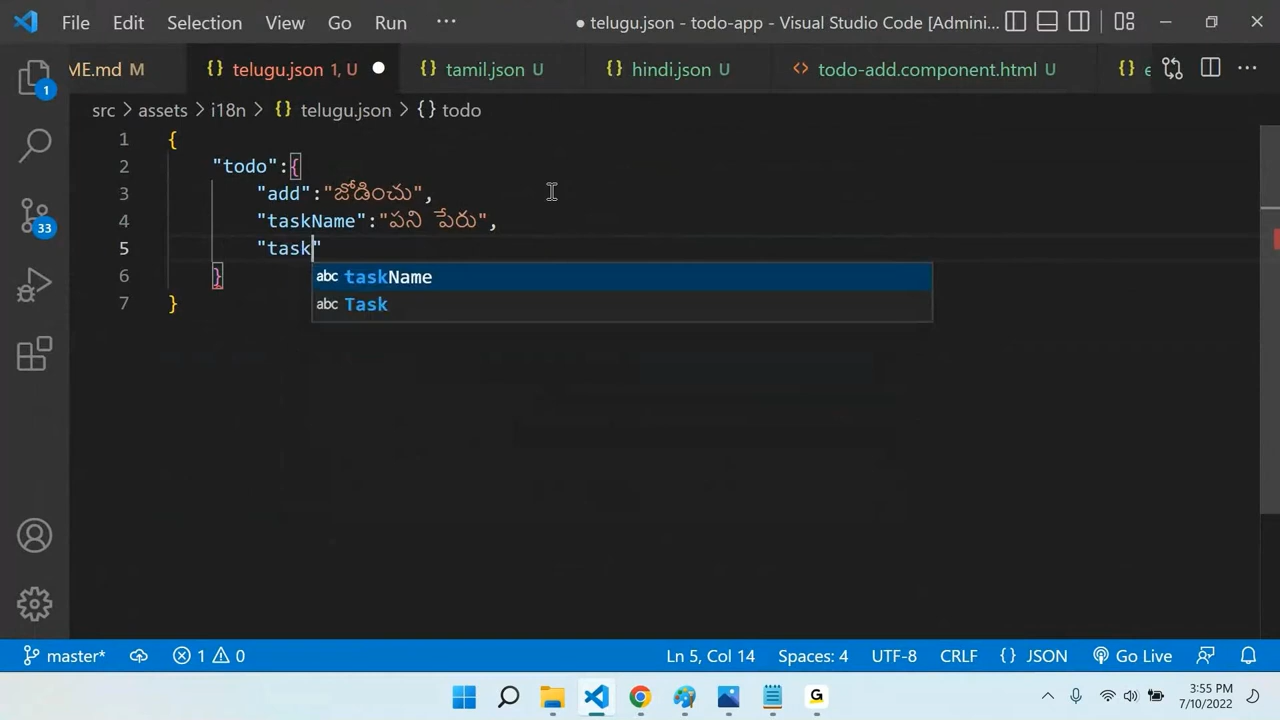 File Edit Selection View Go Run ···
● telugu.json - todo-app - Visual Studio Code [Admini...
ME.md M
{} telugu.json 1, U
{} tamil.json U
{} hindi.json U
<> todo-add.component.html U
{} e
src > assets > i18n > {} telugu.json > {} todo
1 {
2 "todo":{
3 "add":"జోడించు",
4 "taskName":"పని పేరు",
5 "task"
6 }
7 }
abc taskName
abc Task
1
33
master* 1 0 Ln 5, Col 14 Spaces: 4 UTF-8 CRLF {} JSON Go Live
G
3:55 PM
7/10/2022